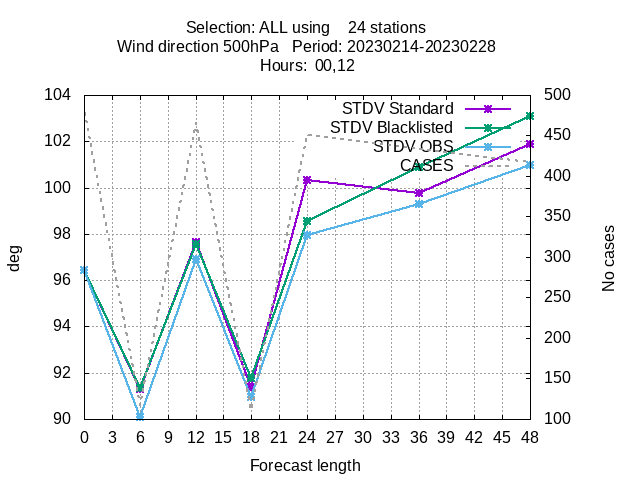 Selection: ALL using    24 stations
Wind direction 500hPa   Period: 20230214-20230228
Hours:  00,12
104
102
100
98
96
94
92
90
500
450
400
350
300
250
200
150
100
STDV Standard
STDV Blacklisted
STDV OBS
CASES
deg
No cases
0 3 6 9 12 15 18 21 24 27 30 33 36 39 42 45 48
Forecast length